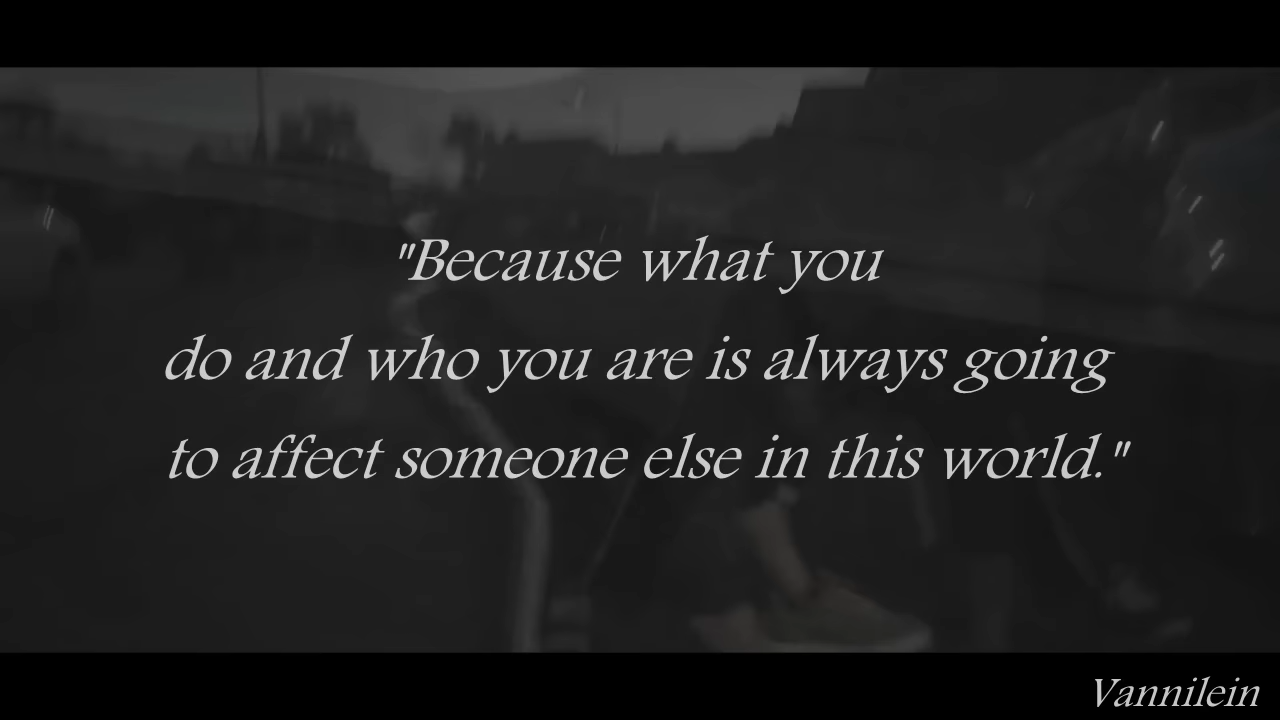 "Because what you
do and who you are is always going
to affect someone else in this world."
Vannilein